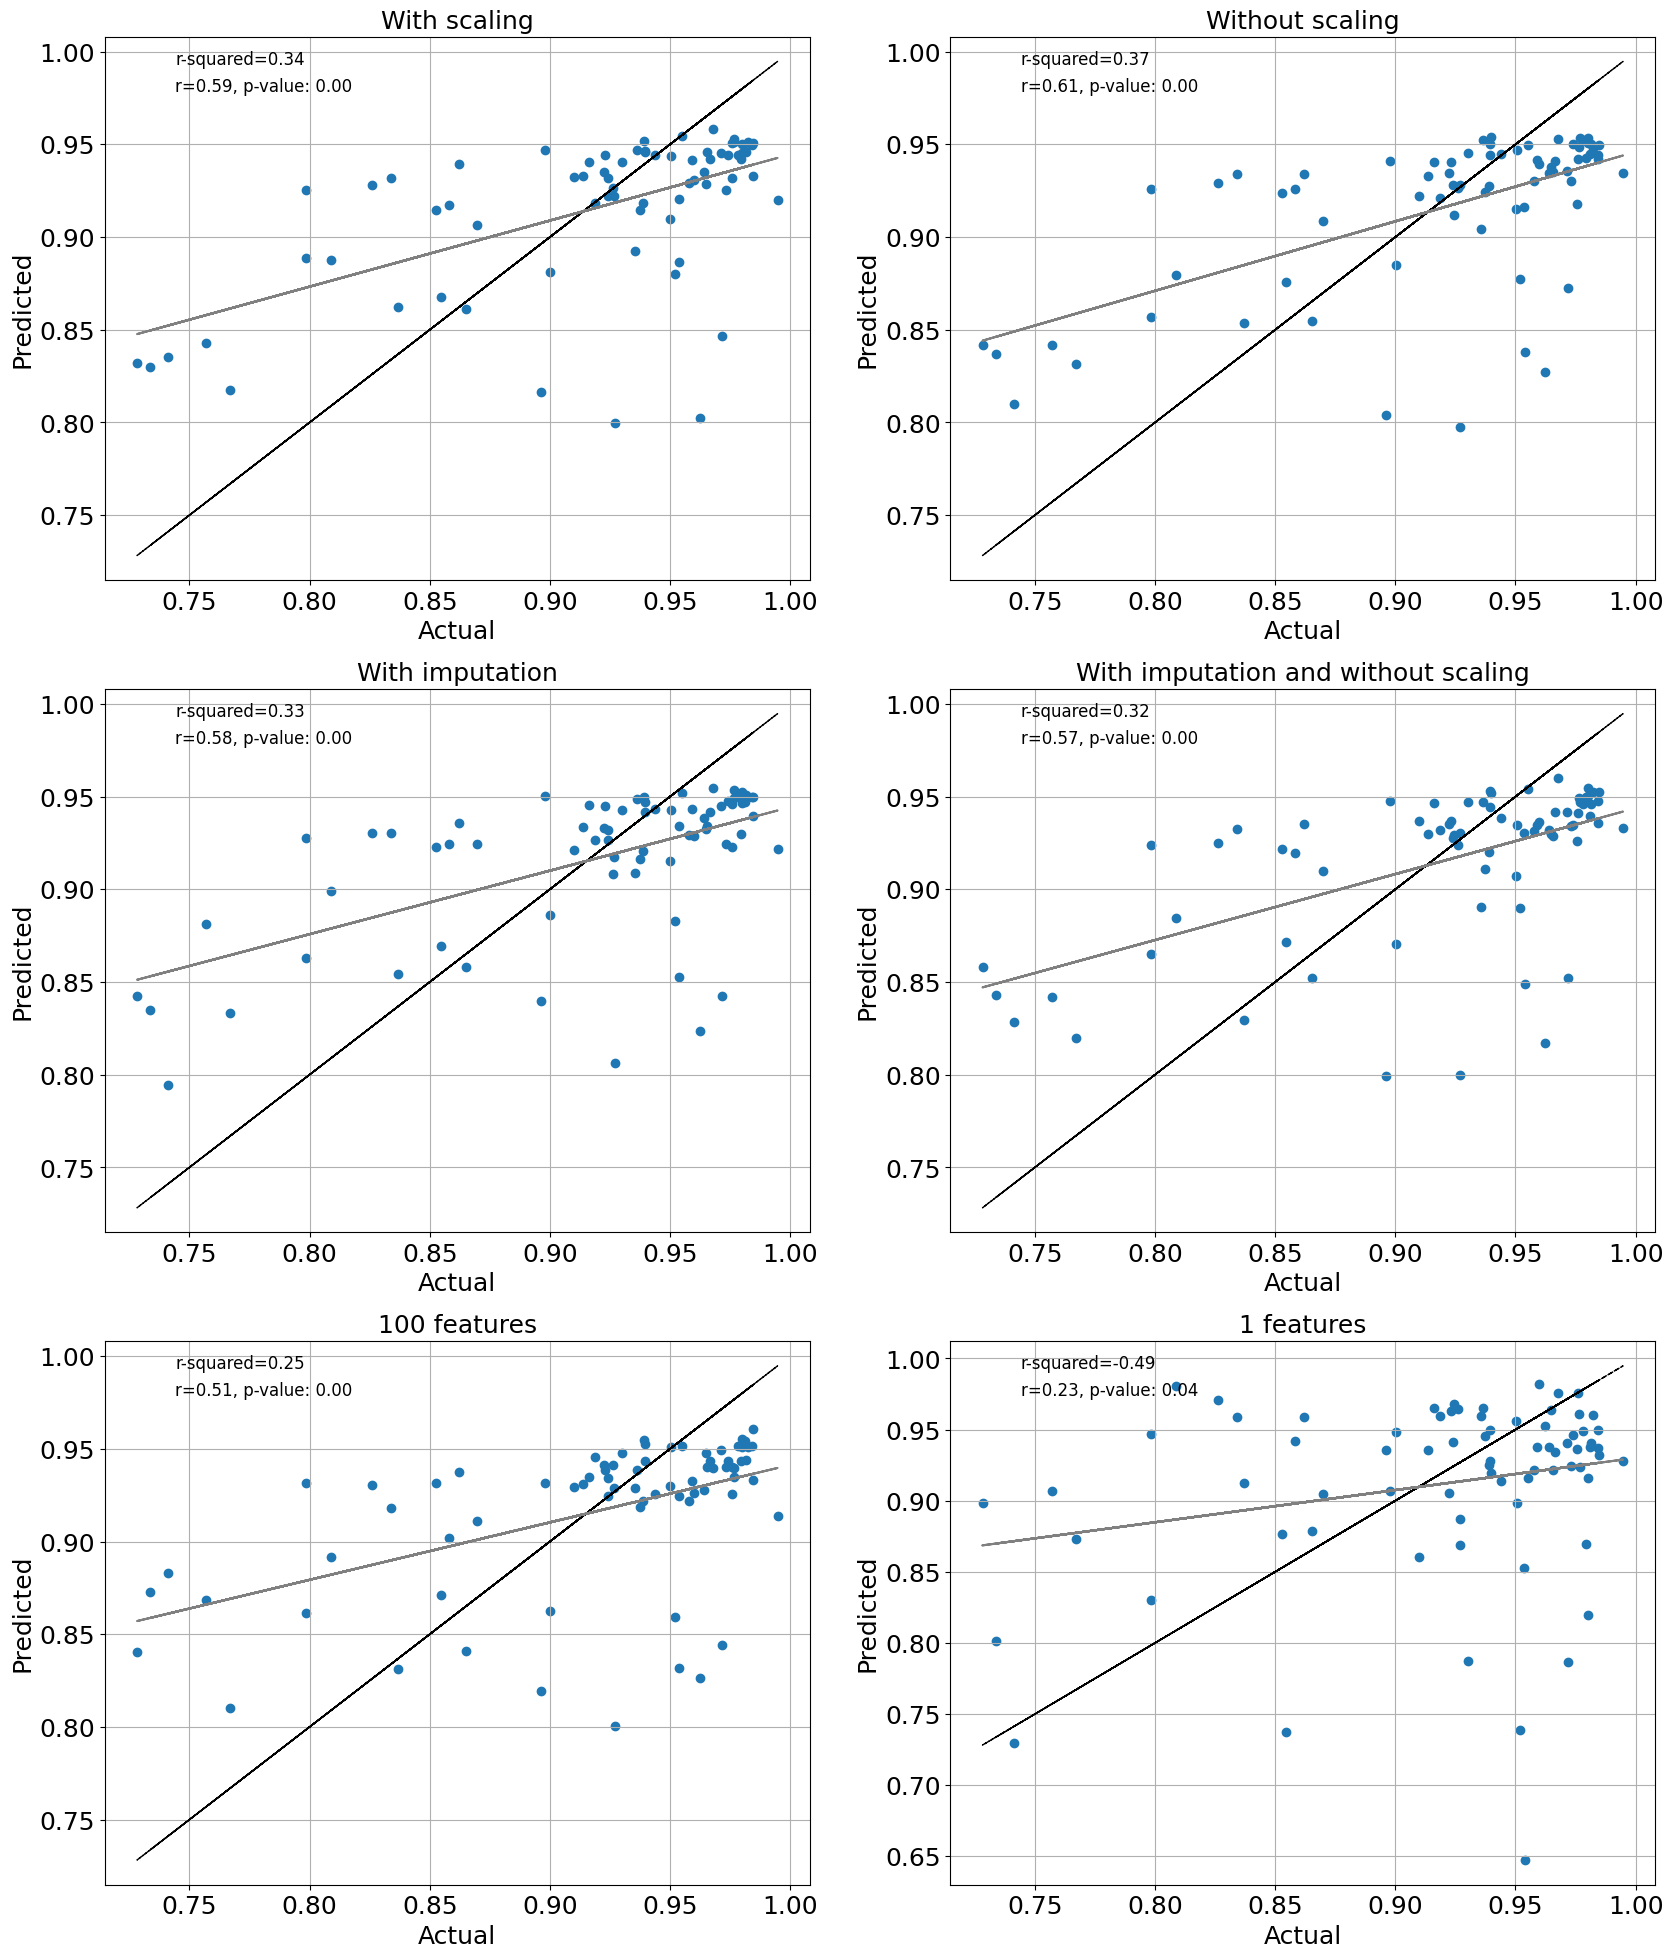 With scaling
r-squared=0.34
r=0.59, p-value: 0.00
1.00
0.95
0.90
0.85
0.80
0.75
Predicted
0.75 0.80 0.85 0.90 0.95 1.00
Actual
Without scaling
r-squared=0.37
r=0.61, p-value: 0.00
1.00
0.95
0.90
0.85
0.80
0.75
Predicted
0.75 0.80 0.85 0.90 0.95 1.00
Actual
With imputation
r-squared=0.33
r=0.58, p-value: 0.00
1.00
0.95
0.90
0.85
0.80
0.75
Predicted
0.75 0.80 0.85 0.90 0.95 1.00
Actual
With imputation and without scaling
r-squared=0.32
r=0.57, p-value: 0.00
1.00
0.95
0.90
0.85
0.80
0.75
Predicted
0.75 0.80 0.85 0.90 0.95 1.00
Actual
100 features
r-squared=0.25
r=0.51, p-value: 0.00
1.00
0.95
0.90
0.85
0.80
0.75
Predicted
0.75 0.80 0.85 0.90 0.95 1.00
Actual
1 features
r-squared=-0.49
r=0.23, p-value: 0.04
1.00
0.95
0.90
0.85
0.80
0.75
0.70
0.65
Predicted
0.75 0.80 0.85 0.90 0.95 1.00
Actual